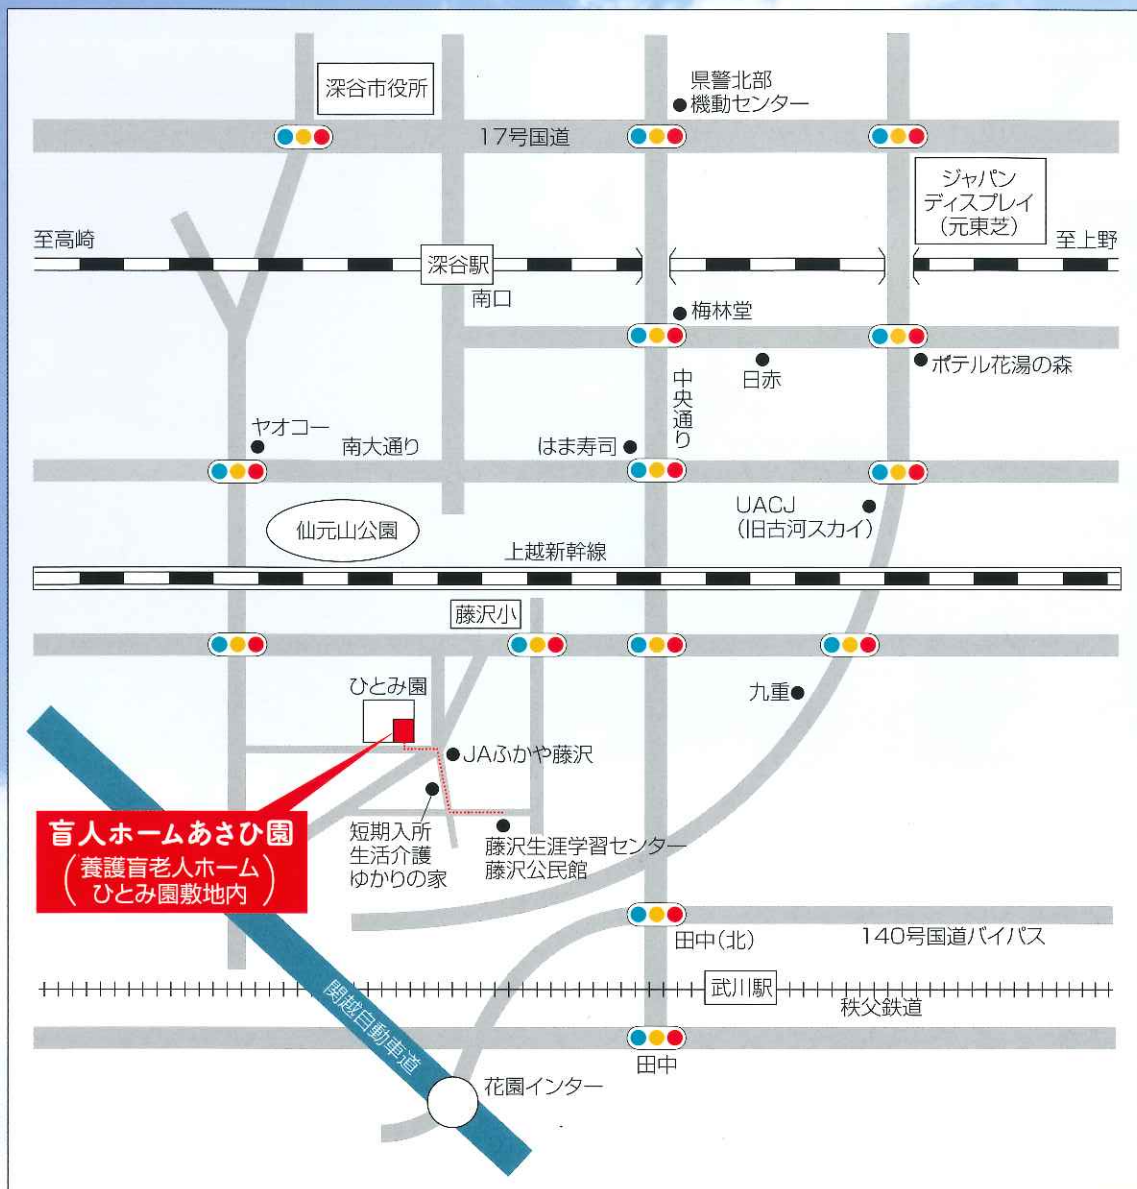 深谷市役所
県警北部
機動センター
17号国道
ジャパン
ディスプレイ
(元東芝)
至高崎
至上野
深谷駅
南口
梅林堂
日赤
ポテル花湯の森
中央通り
ヤオコー
南大通り
はま寿司
UACJ
(旧古河スカイ)
仙元山公園
上越新幹線
藤沢小
ひとみ園
九重
JAふかや藤沢
盲人ホームあさひ園
(養護盲老人ホーム
ひとみ園敷地内)
短期入所
生活介護
ゆかりの家
藤沢生涯学習センター
藤沢公民館
田中(北)
140号国道バイパス
武川駅
秩父鉄道
関越自動車道
田中
花園インター